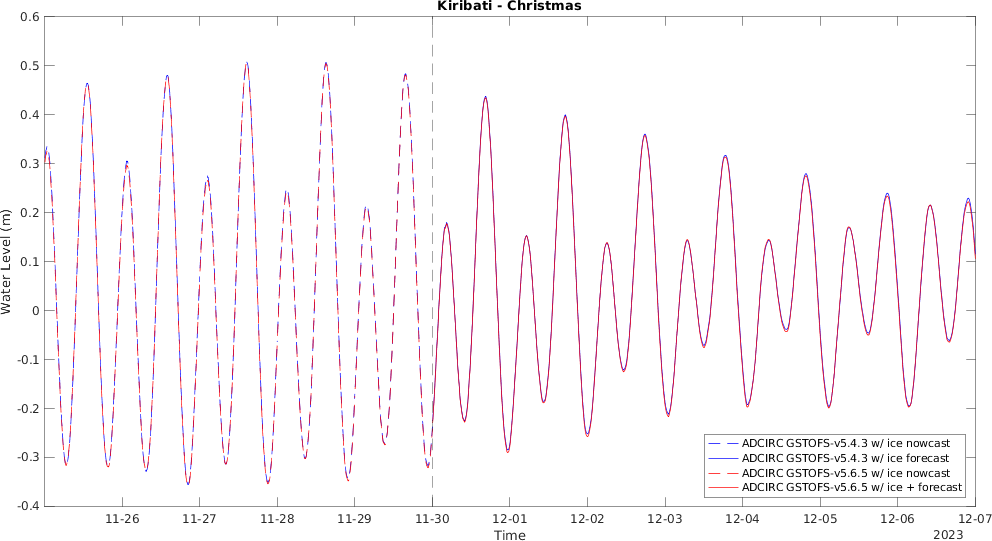 Kiribati - Christmas
0.6
0.5
0.4
0.3
0.2
0.1
0
-0.1
-0.2
-0.3
-0.4
Water Level (m)
ADCIRC GSTOFS-v5.4.3 w/ ice nowcast
ADCIRC GSTOFS-v5.4.3 w/ ice forecast
ADCIRC GSTOFS-v5.6.5 w/ ice nowcast
ADCIRC GSTOFS-v5.6.5 w/ ice + forecast
11-26 11-27 11-28 11-29 11-30 12-01 12-02 12-03 12-04 12-05 12-06 12-07
Time
2023